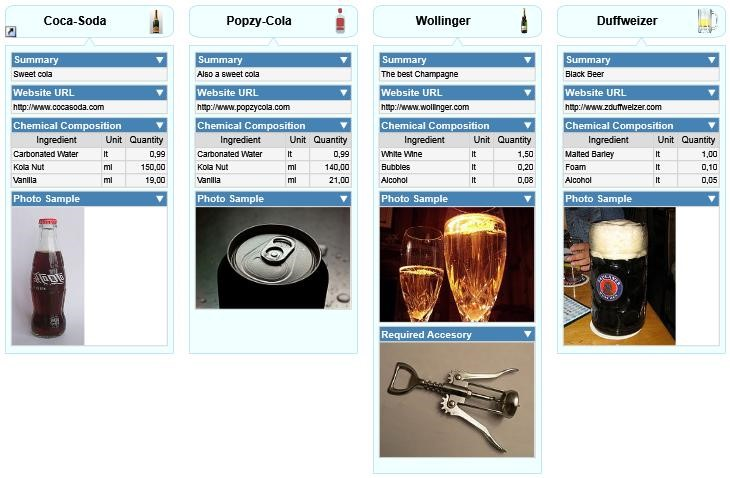 Coca-Soda
Summary
Sweet cola
Website URL
http://www.cocasoda.com
Chemical Composition
Ingredient Unit Quantity
Carbonated Water lt 0,99
Kola Nut ml 150,00
Vanilla ml 19,00
Photo Sample
Popzy-Cola
Summary
Also a sweet cola
Website URL
http://www.popzycola.com
Chemical Composition
Ingredient Unit Quantity
Carbonated Water lt 0,99
Kola Nut ml 140,00
Vanilla ml 21,00
Photo Sample
Wollinger
Summary
The best Champagne
Website URL
http://www.wollinger.com
Chemical Composition
Ingredient Unit Quantity
White Wine lt 1,50
Bubbles lt 0,20
Alcohol lt 0,08
Photo Sample
Required Accesory
Duffweizer
Summary
Black Beer
Website URL
http://www.zduffweizer.com
Chemical Composition
Ingredient Unit Quantity
Malted Barley lt 1,00
Foam lt 0,10
Alcohol lt 0,05
Photo Sample